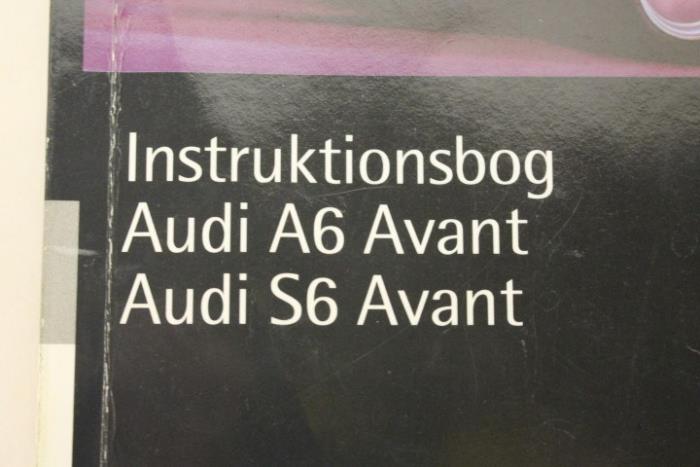 Instruktionsbog
Audi A6 Avant
Audi S6 Avant